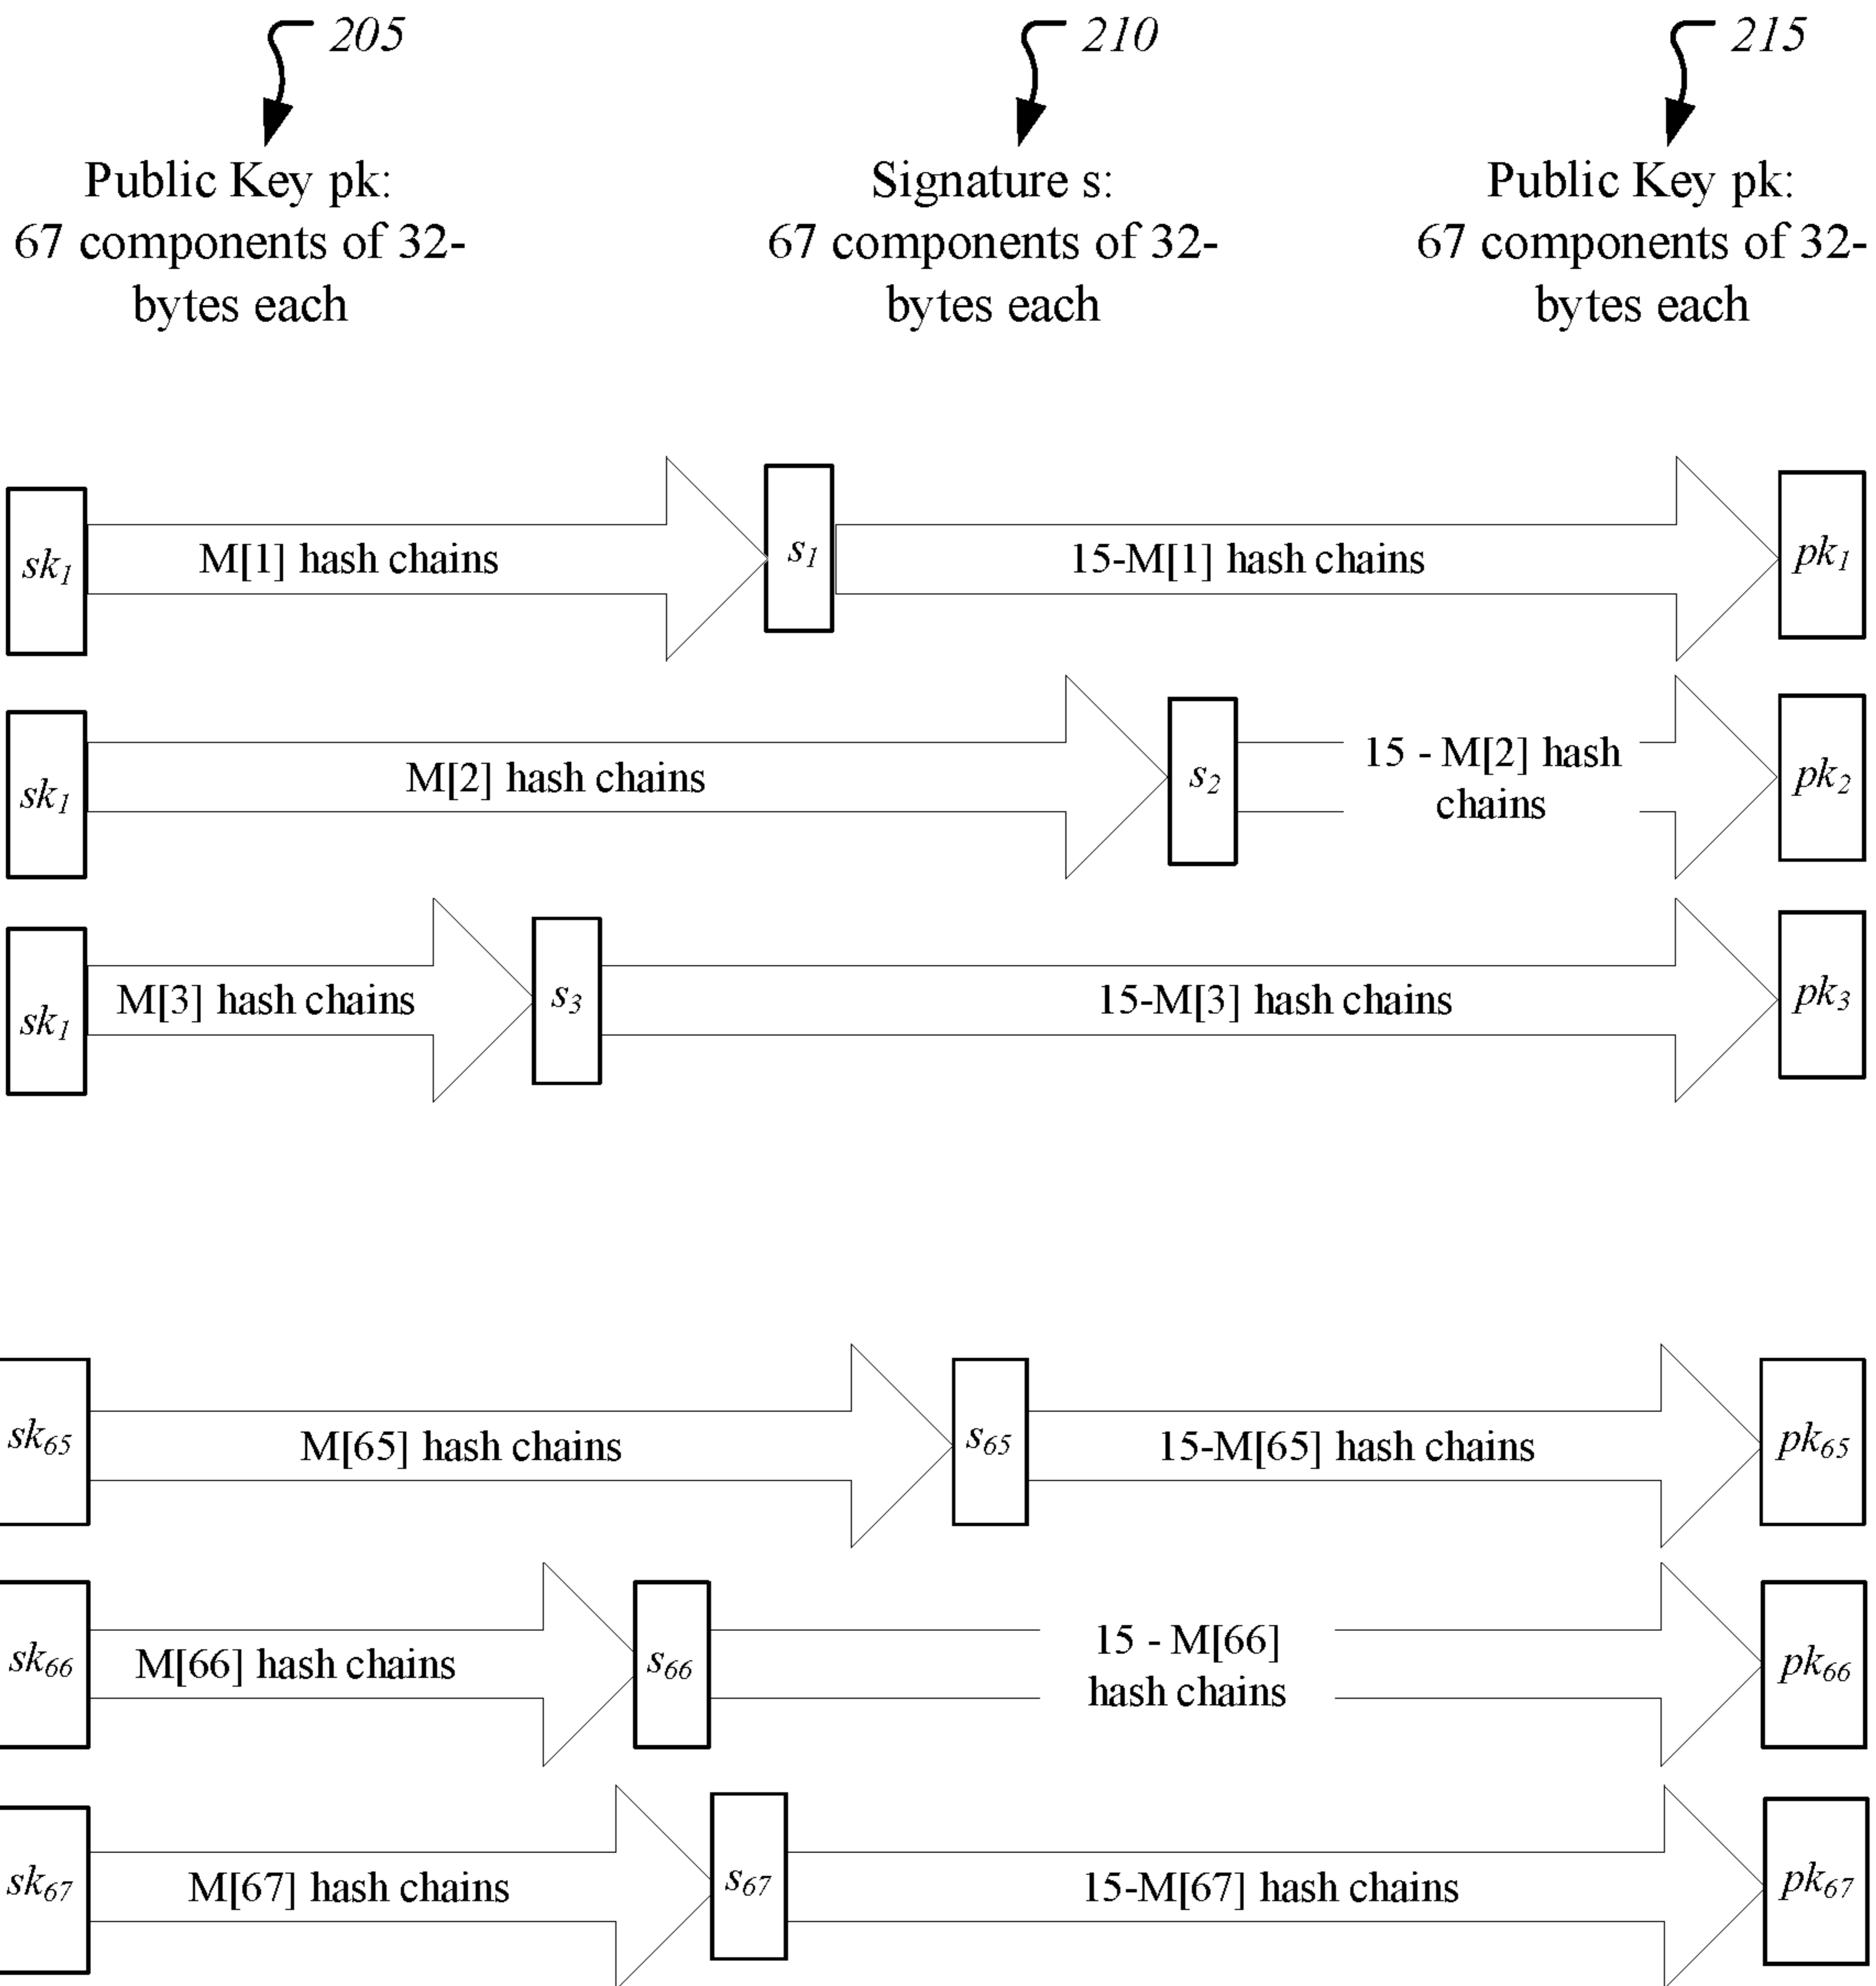 205
210
215
Public Key pk:
67 components of 32-
bytes each
Signature s:
67 components of 32-
bytes each
Public Key pk:
67 components of 32-
bytes each
sk1
M[1] hash chains
s1
15-M[1] hash chains
pk1
sk1
M[2] hash chains
s2
15 - M[2] hash
chains
pk2
sk1
M[3] hash chains
s3
15-M[3] hash chains
pk3
sk65
M[65] hash chains
s65
15-M[65] hash chains
pk65
sk66
M[66] hash chains
s66
15 - M[66]
hash chains
pk66
sk67
M[67] hash chains
s67
15-M[67] hash chains
pk67